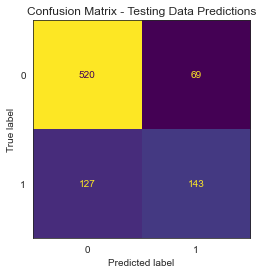 Confusion Matrix - Testing Data Predictions
True label
0
520
69
1
127
143
0
1
Predicted label